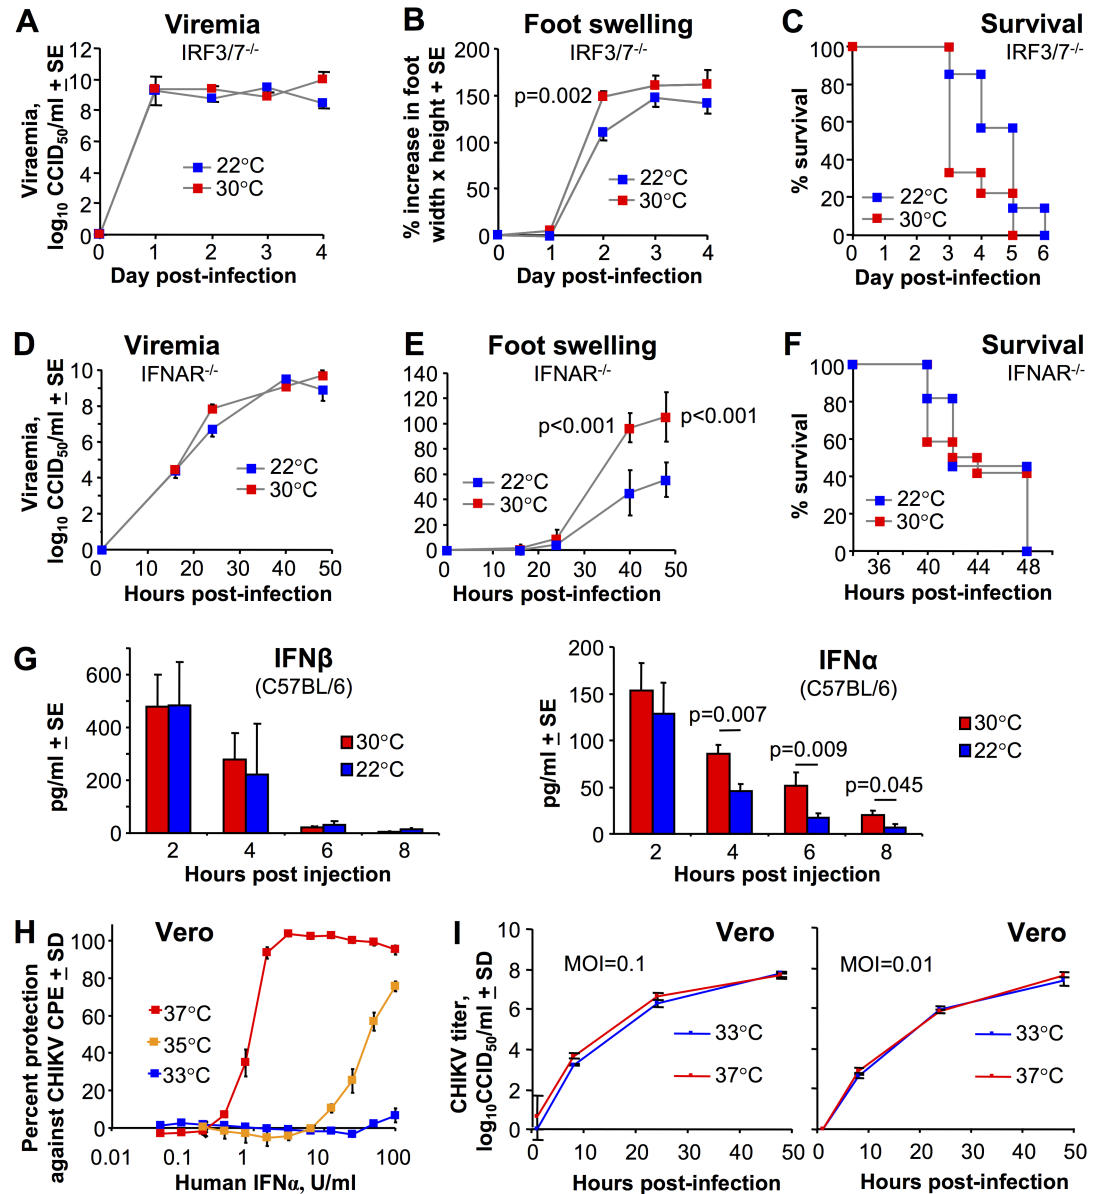 A
Viremia
IRF3/7-/-
Viraemia,
log10 CCID50/ml ± SE
12
10
8
6
4
2
0
22°C
30°C
0 1 2 3 4
Day post-infection
B
Foot swelling
IRF3/7-/-
% increase in foot
width x height + SE
200
150
100
50
0
p=0.002
22°C
30°C
0 1 2 3 4
Day post-infection
C
Survival
IRF3/7-/-
% survival
100
80
60
40
20
0
22°C
30°C
0 1 2 3 4 5 6
Day post-infection
D
Viremia
IFNAR-/-
Viraemia,
log10 CCID50/ml ± SE
10
8
6
4
2
0
22°C
30°C
0 10 20 30 40 50
Hours post-infection
E
Foot swelling
IFNAR-/-
140
120
100
80
60
40
20
0
p<0.001
p<0.001
22°C
30°C
0 10 20 30 40 50
Hours post-infection
F
Survival
IFNAR-/-
% survival
100
80
60
40
20
0
22°C
30°C
36 40 44 48
Hours post-infection
G
IFNβ
(C57BL/6)
pg/ml ± SE
600
400
200
0
30°C
22°C
2 4 6 8
Hours post injection
IFNα
(C57BL/6)
pg/ml ± SE
200
150
100
50
0
p=0.007
p=0.009
p=0.045
30°C
22°C
2 4 6 8
Hours post injection
H
Vero
Percent protection
against CHIKV CPE ± SD
100
80
60
40
20
0
37°C
35°C
33°C
0.01 0.1 1 10 100
Human IFNα, U/ml
I
Vero
MOI=0.1
CHIKV titer,
log10CCID50/ml ± SD
10
8
6
4
2
0
33°C
37°C
0 10 20 30 40 50
Hours post-infection
Vero
MOI=0.01
33°C
37°C
0 10 20 30 40 50
Hours post-infection